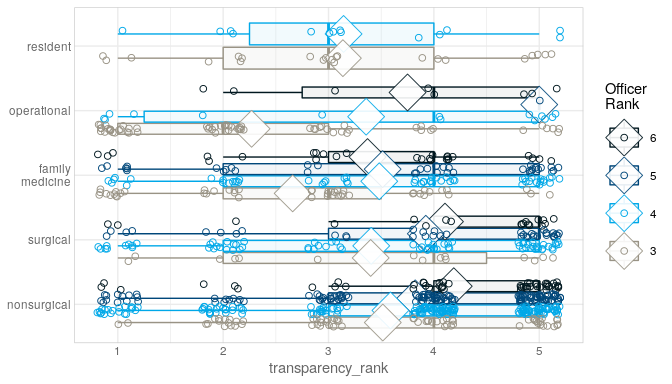 resident
operational
family
medicine
surgical
nonsurgical
1 2 3 4 5
transparency_rank
Officer
Rank
6
5
4
3